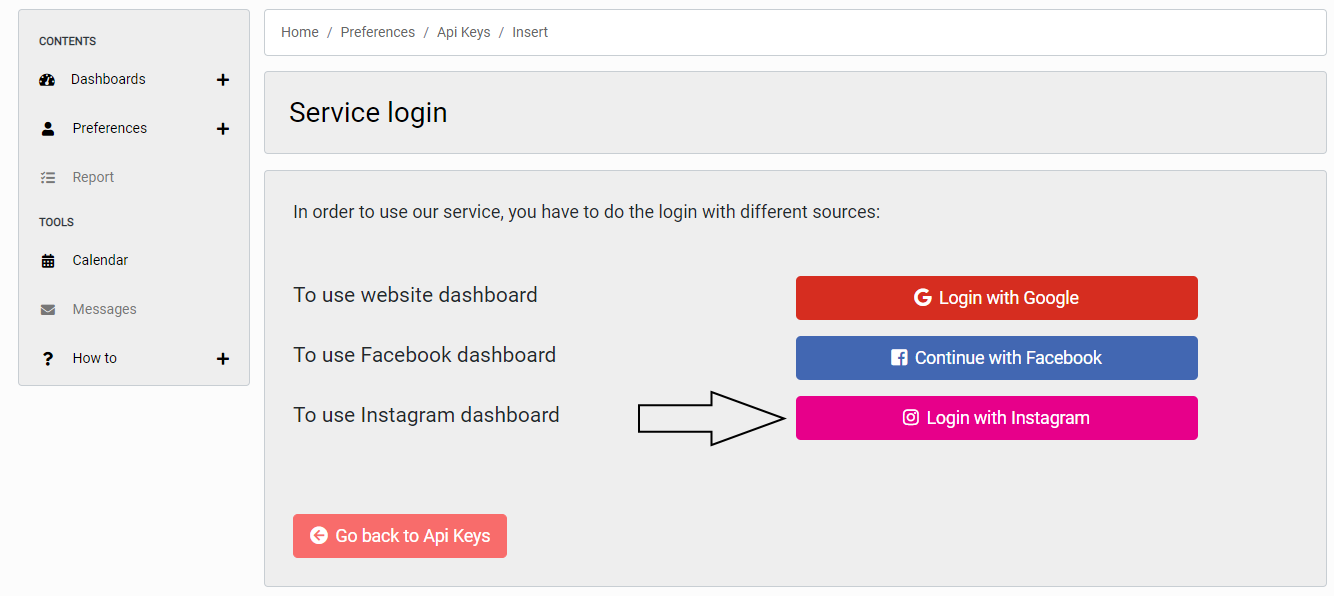 CONTENTS
Dashboards
Preferences
Report
TOOLS
Calendar
Messages
How to
Home / Preferences / Api Keys / Insert
Service login
In order to use our service, you have to do the login with different sources:
To use website dashboard
Login with Google
To use Facebook dashboard
Continue with Facebook
To use Instagram dashboard
Login with Instagram
Go back to Api Keys